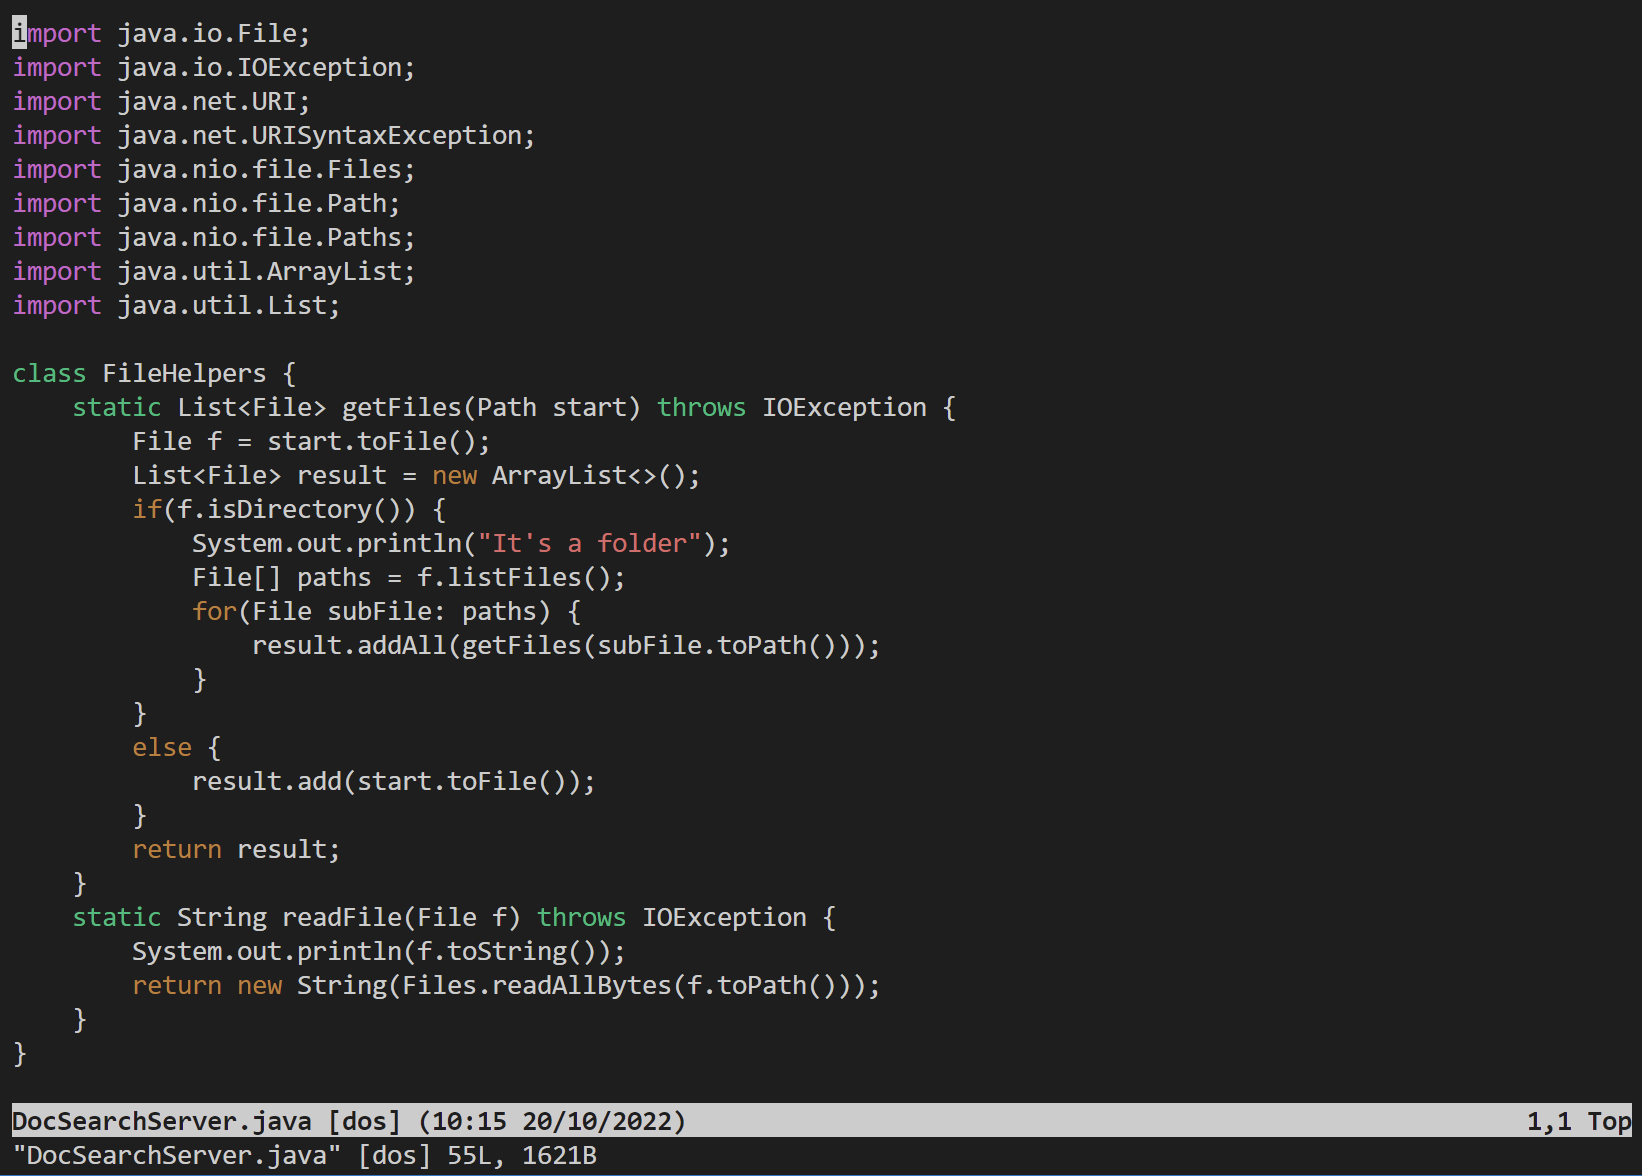 import java.io.File;
import java.io.IOException;
import java.net.URI;
import java.net.URISyntaxException;
import java.nio.file.Files;
import java.nio.file.Path;
import java.nio.file.Paths;
import java.util.ArrayList;
import java.util.List;

class FileHelpers {
    static List<File> getFiles(Path start) throws IOException {
        File f = start.toFile();
        List<File> result = new ArrayList<>();
        if(f.isDirectory()) {
            System.out.println("It's a folder");
            File[] paths = f.listFiles();
            for(File subFile: paths) {
                result.addAll(getFiles(subFile.toPath()));
            }
        }
        else {
            result.add(start.toFile());
        }
        return result;
    }
    static String readFile(File f) throws IOException {
        System.out.println(f.toString());
        return new String(Files.readAllBytes(f.toPath()));
    }
}

DocSearchServer.java [dos] (10:15 20/10/2022) 1,1 Top
"DocSearchServer.java" [dos] 55L, 1621B